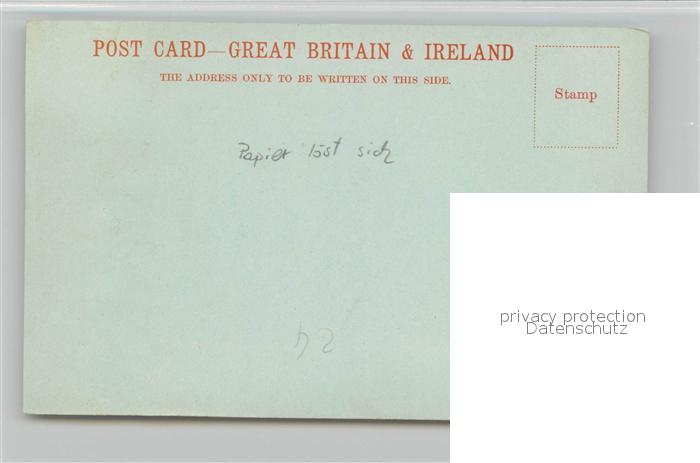 POST CARD—GREAT BRITAIN & IRELAND
THE ADDRESS ONLY TO BE WRITTEN ON THIS SIDE.
Stamp
Papier löst sich
privacy protection
Datenschutz